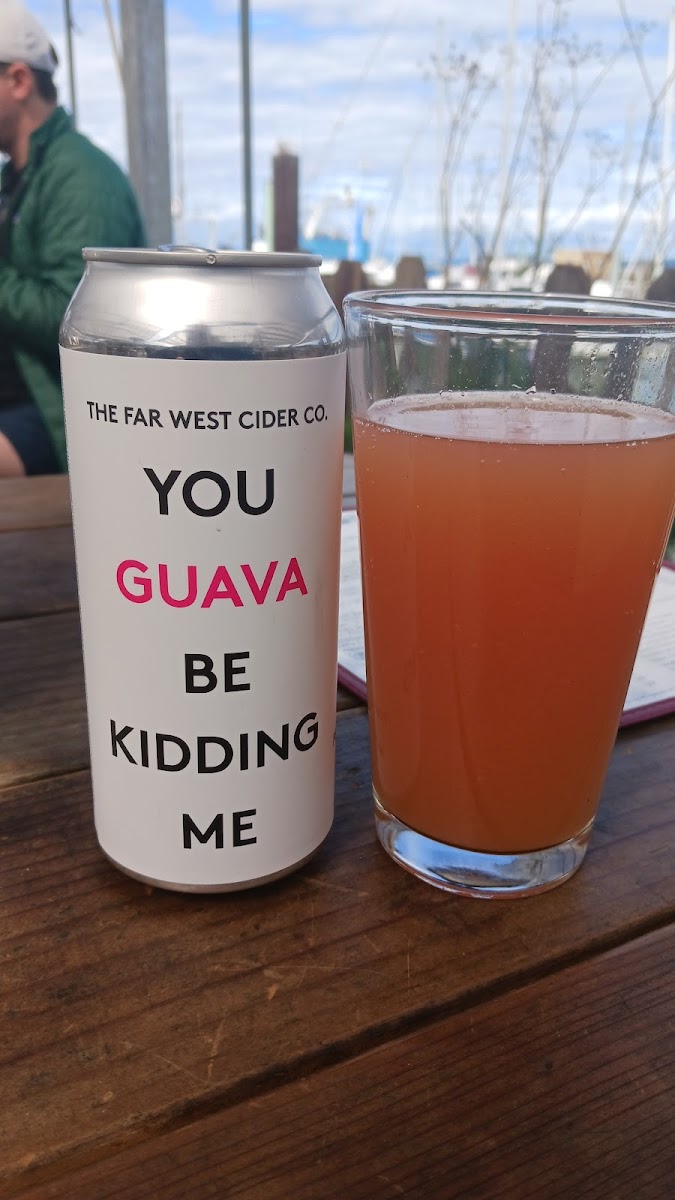 THE FAR WEST CIDER CO.
YOU
GUAVA
BE
KIDDING
ME